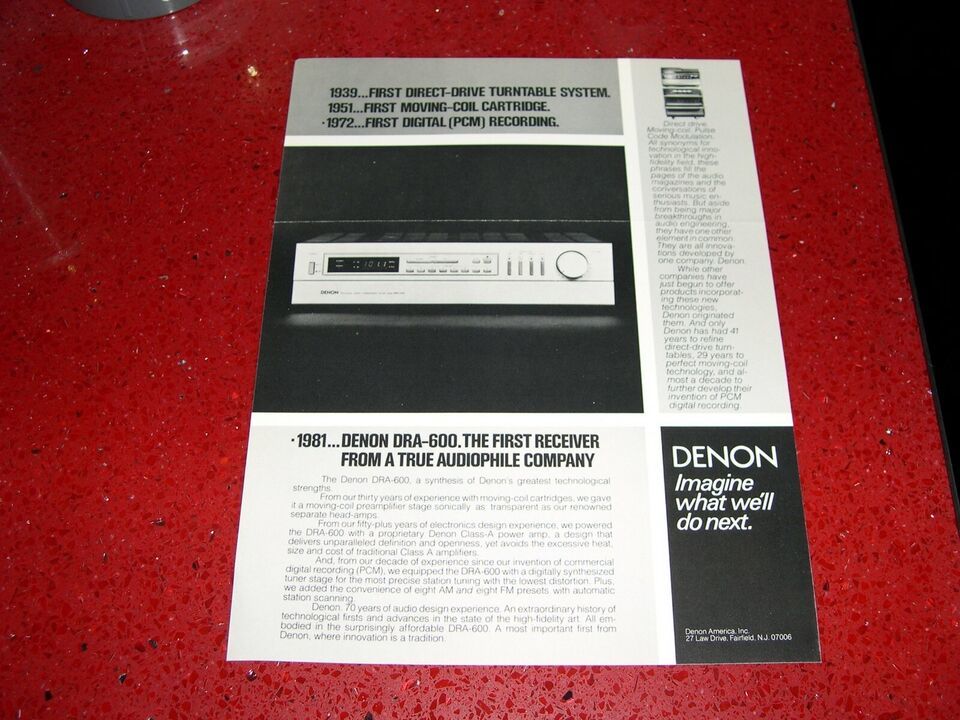 1939...FIRST DIRECT-DRIVE TURNTABLE SYSTEM.
1951...FIRST MOVING-COIL CARTRIDGE.
·1972...FIRST DIGITAL (PCM) RECORDING.
Direct drive.
Moving-coil. Pulse
Code Modulation.
All synonyms for
technological inno-
vation in the high-
fidelity field, these
phrases fill the
pages of the audio
magazines and the
conversations of
serious music en-
thusiasts. But aside
from being major
breakthroughs in
audio engineering,
they have one other
element in common.
They are all innova-
tions developed by
one company. Denon.
While other
companies have
just begun to offer
products incorporat-
ing these new
technologies,
Denon originated
them. And only
Denon has had 41
years to refine
direct-drive turn-
tables, 29 years to
perfect moving-coil
technology, and al-
most a decade to
further develop their
invention of PCM
digital recording.
101.1
DENON
·1981...DENON DRA-600.THE FIRST RECEIVER
FROM A TRUE AUDIOPHILE COMPANY
The Denon DRA-600, a synthesis of Denon's greatest technological
strengths.
From our thirty years of experience with moving-coil cartridges, we gave
it a moving-coil preamplifier stage sonically as transparent as our renowned
separate head-amps.
From our fifty-plus years of electronics design experience, we powered
the DRA-600 with a proprietary Denon Class-A power amp, a design that
delivers unparalleled definition and openness, yet avoids the excessive heat,
size and cost of traditional Class A amplifiers.
And, from our decade of experience since our invention of commercial
digital recording (PCM), we equipped the DRA-600 with a digitally synthesized
tuner stage for the most precise station tuning with the lowest distortion. Plus,
we added the convenience of eight AM and eight FM presets with automatic
station scanning.
Denon. 70 years of audio design experience. An extraordinary history of
technological firsts and advances in the state of the high-fidelity art. All em-
bodied in the surprisingly affordable DRA-600. A most important first from
Denon, where innovation is a tradition.
DENON
Imagine
what we'll
do next.
Denon America, Inc.
27 Law Drive, Fairfield, N.J. 07006